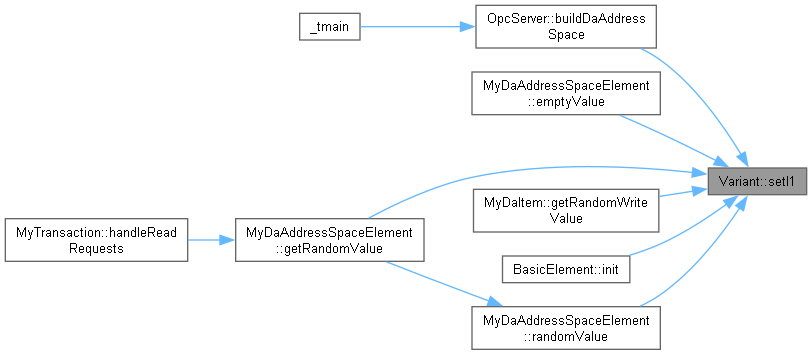 _tmain
OpcServer::buildDaAddress
Space
MyDaAddressSpaceElement
::emptyValue
Variant::setI1
MyDaItem::getRandomWrite
Value
MyTransaction::handleRead
Requests
MyDaAddressSpaceElement
::getRandomValue
BasicElement::init
MyDaAddressSpaceElement
::randomValue